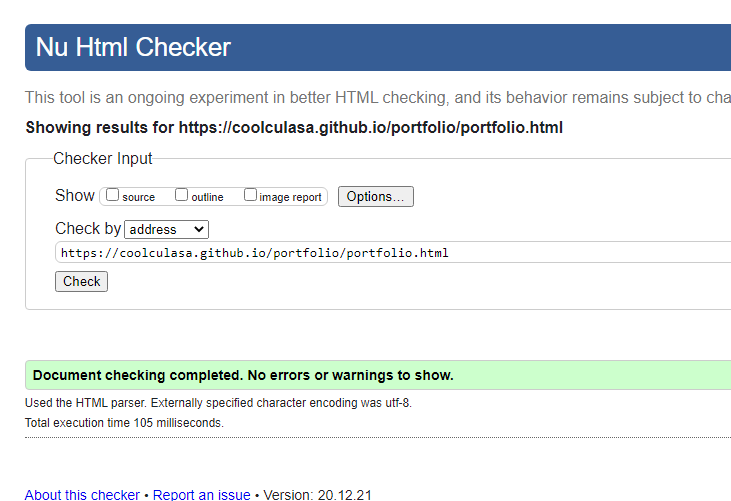 Nu Html Checker
This tool is an ongoing experiment in better HTML checking, and its behavior remains subject to cha
Showing results for https://coolculasa.github.io/portfolio/portfolio.html
Checker Input
Show source outline image report Options...
Check by address
https://coolculasa.github.io/portfolio/portfolio.html
Check
Document checking completed. No errors or warnings to show.
Used the HTML parser. Externally specified character encoding was utf-8.
Total execution time 105 milliseconds.
About this checker • Report an issue • Version: 20.12.21